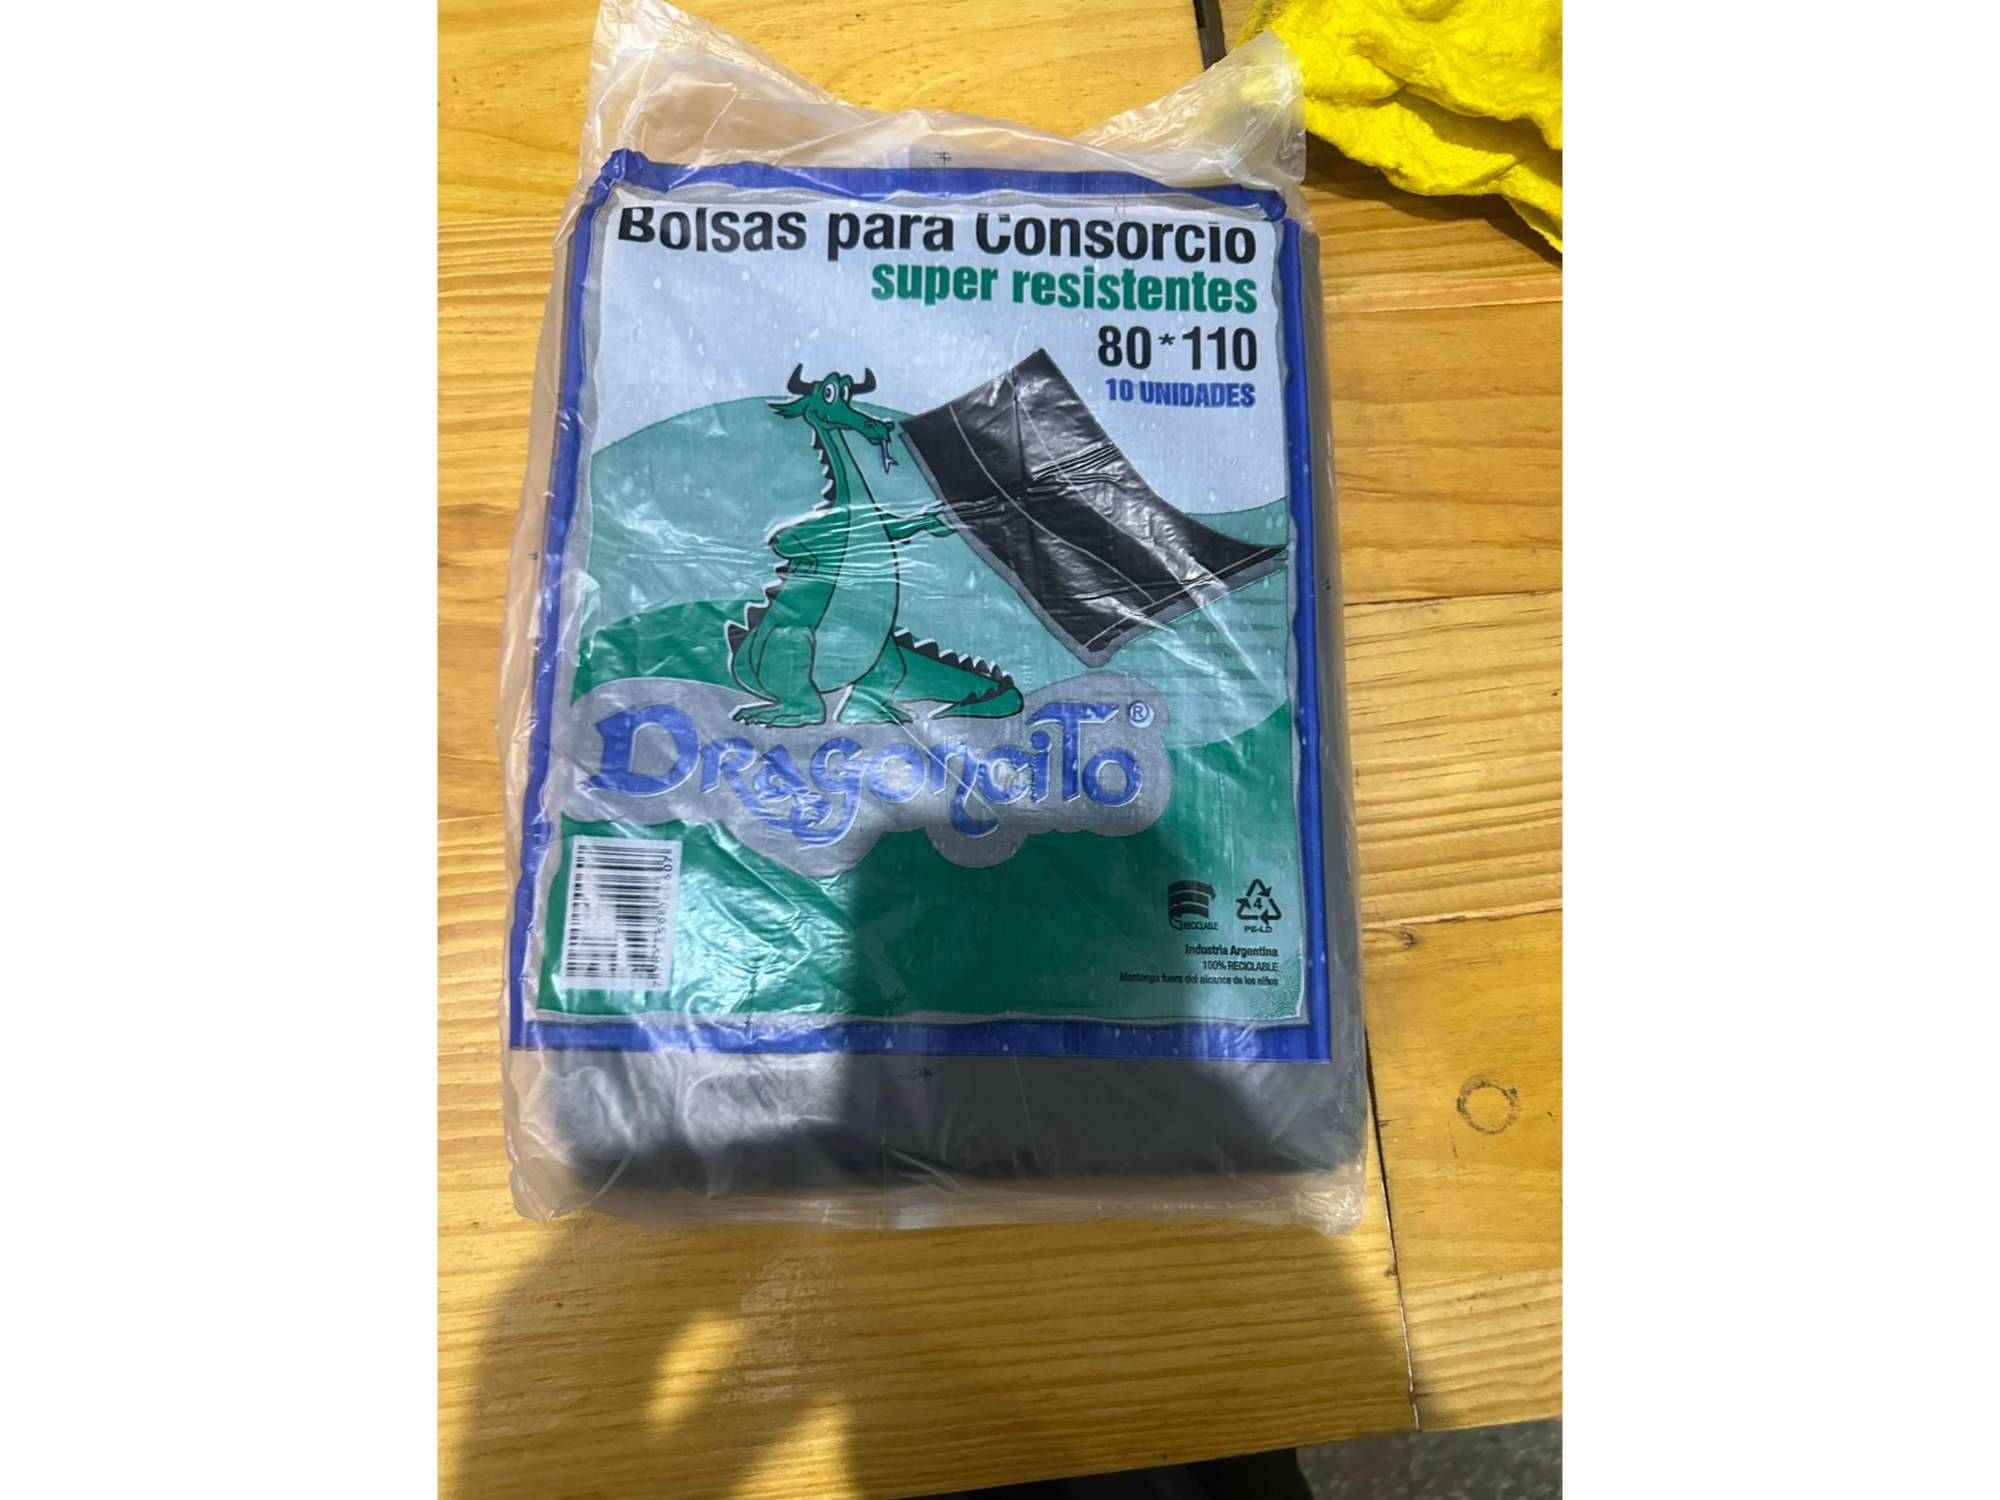 Bolsas para Consorcio
super resistentes
80*110
10 UNIDADES
DRagonciTo®
RECICLABLE
4
PE-LD
Industria Argentina
100% RECICLABLE
Mantenga fuera del alcance de los niños